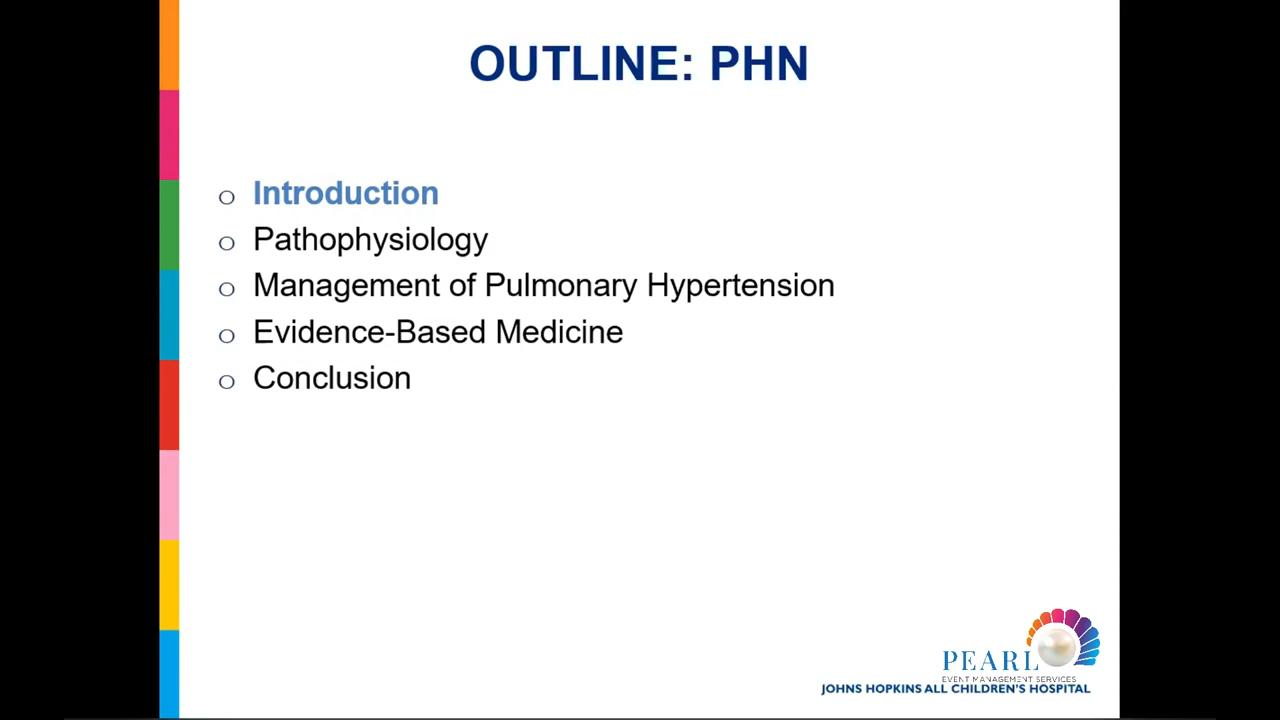 OUTLINE: PHN
o Introduction
o Pathophysiology
o Management of Pulmonary Hypertension
o Evidence-Based Medicine
o Conclusion
PEARL
EVENT MANAGEMENT SERVICES
JOHNS HOPKINS ALL CHILDREN'S HOSPITAL